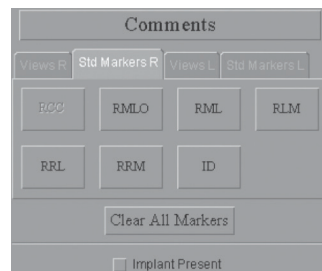 Comments
Views R Std Markers R Views L Std Markers L
RCC RMLO RML RLM
RRL RRM ID
Clear All Markers
Implant Present